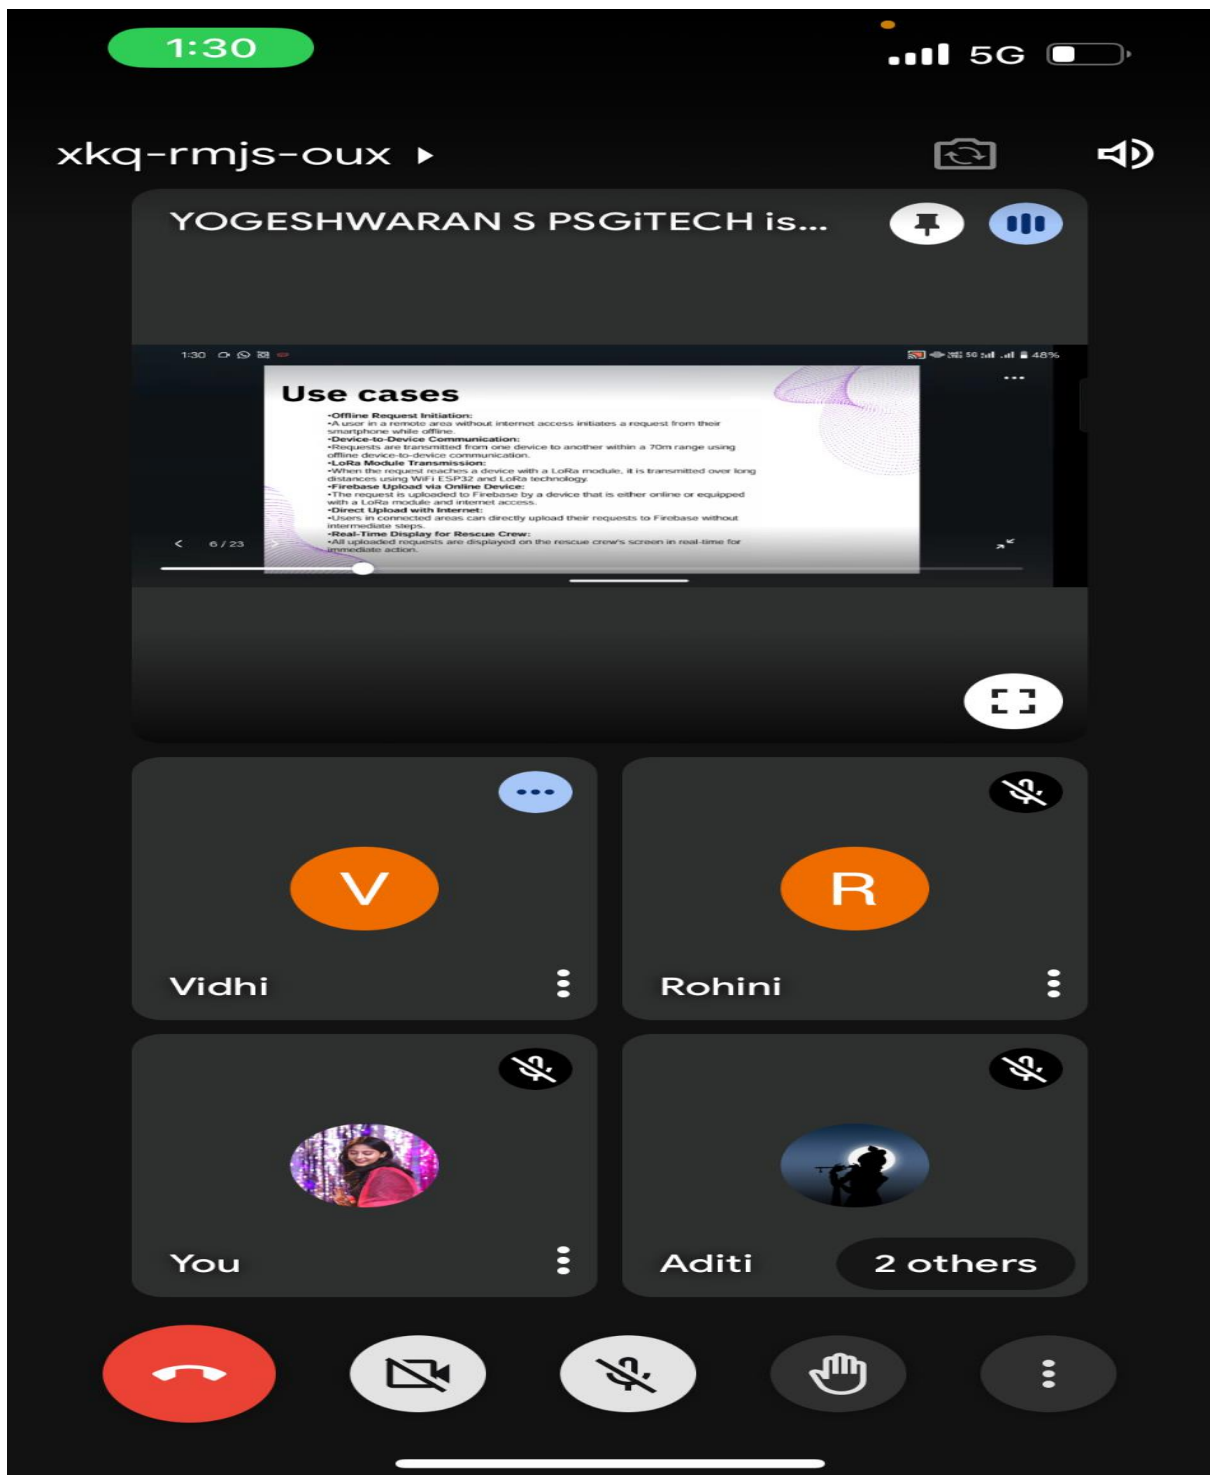 1:30
5G
xkq-rmjs-oux
YOGESHWARAN S PSGiTECH is...
1:30
5G
48%
Use cases
•Offline Request Initiation:
•A user in a remote area without internet access initiates a request from their
smartphone while offline.
•Device-to-Device Communication:
•Requests are transmitted from one device to another within a 70m range using
offline device-to-device communication.
•LoRa Module Transmission:
•When the request reaches a device with a LoRa module, it is transmitted over long
distances using WiFi ESP32 and LoRa technology.
•Firebase Upload via Online Device:
•The request is uploaded to Firebase by a device that is either online or equipped
with a LoRa module and internet access.
•Direct Upload with Internet:
•Users in connected areas can directly upload their requests to Firebase without
intermediate steps.
•Real-Time Display for Rescue Crew:
•All uploaded requests are displayed on the rescue crew's screen in real-time for
immediate action.
6 / 23
V
Vidhi
R
Rohini
You
Aditi
2 others